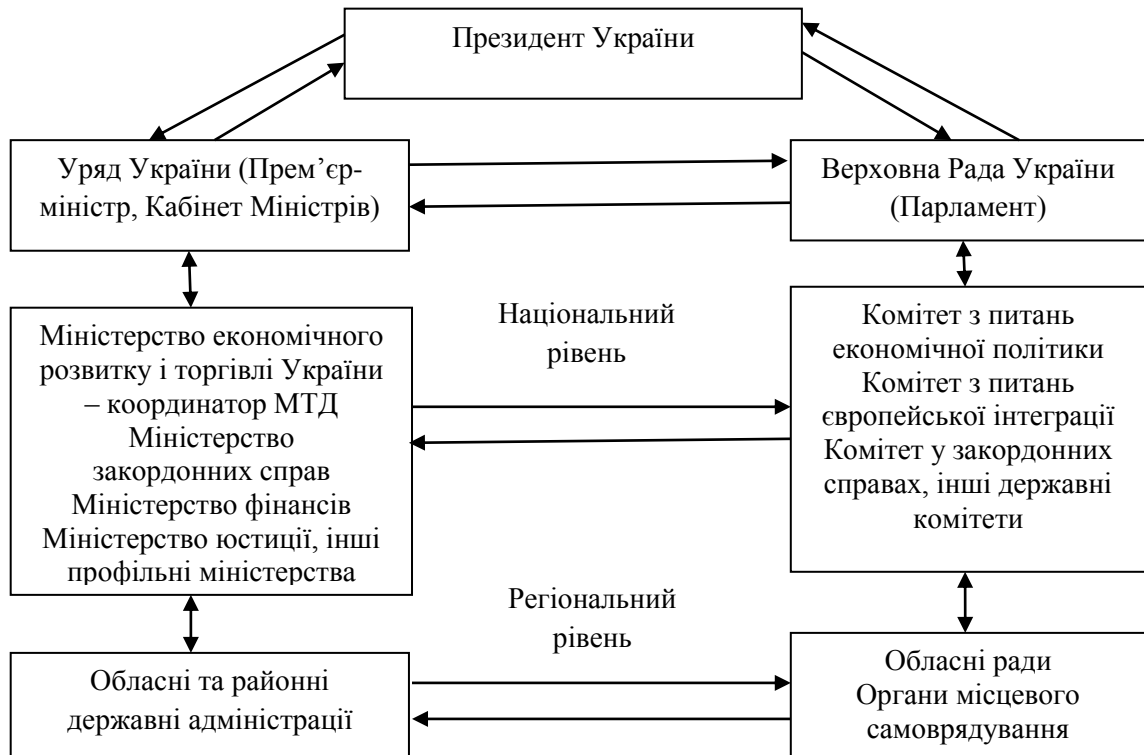 Президент України
Уряд України (Прем’єр-
міністр, Кабінет Міністрів)
Верховна Рада України
(Парламент)
Національний
рівень
Міністерство економічного
розвитку і торгівлі України
– координатор МТД
Міністерство
закордонних справ
Міністерство фінансів
Міністерство юстиції, інші
профільні міністерства
Комітет з питань
економічної політики
Комітет з питань
європейської інтеграції
Комітет у закордонних
справах, інші державні
комітети
Регіональний
рівень
Обласні та районні
державні адміністрації
Обласні ради
Органи місцевого
самоврядування